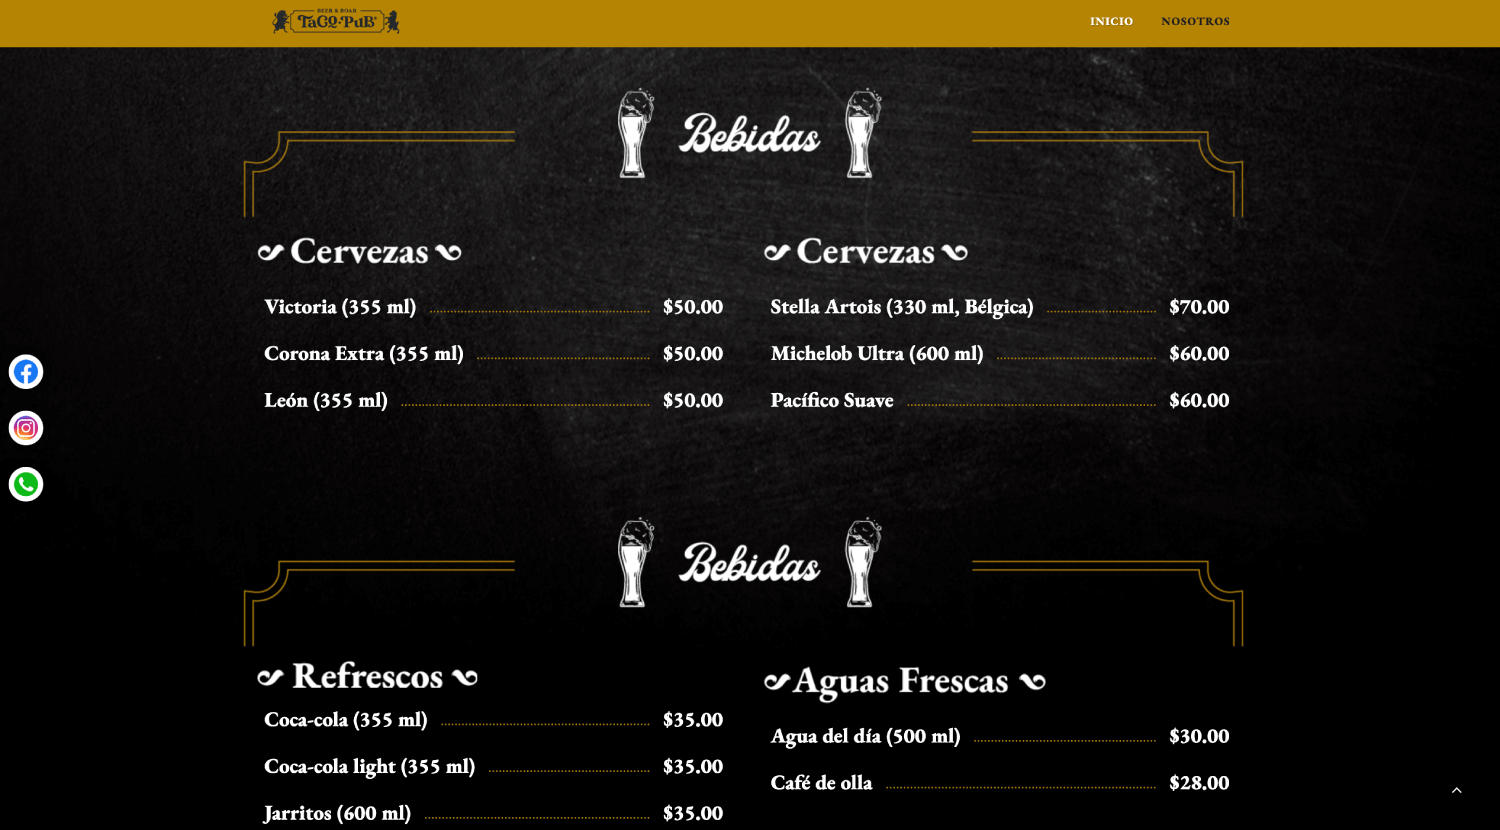 BEER & ROAR
TACO·PUB
INICIO
NOSOTROS
Bebidas
Cervezas
Victoria (355 ml) $50.00
Corona Extra (355 ml) $50.00
León (355 ml) $50.00
Cervezas
Stella Artois (330 ml, Bélgica) $70.00
Michelob Ultra (600 ml) $60.00
Pacífico Suave $60.00
Bebidas
Refrescos
Coca-cola (355 ml) $35.00
Coca-cola light (355 ml) $35.00
Jarritos (600 ml) $35.00
Aguas Frescas
Agua del día (500 ml) $30.00
Café de olla $28.00